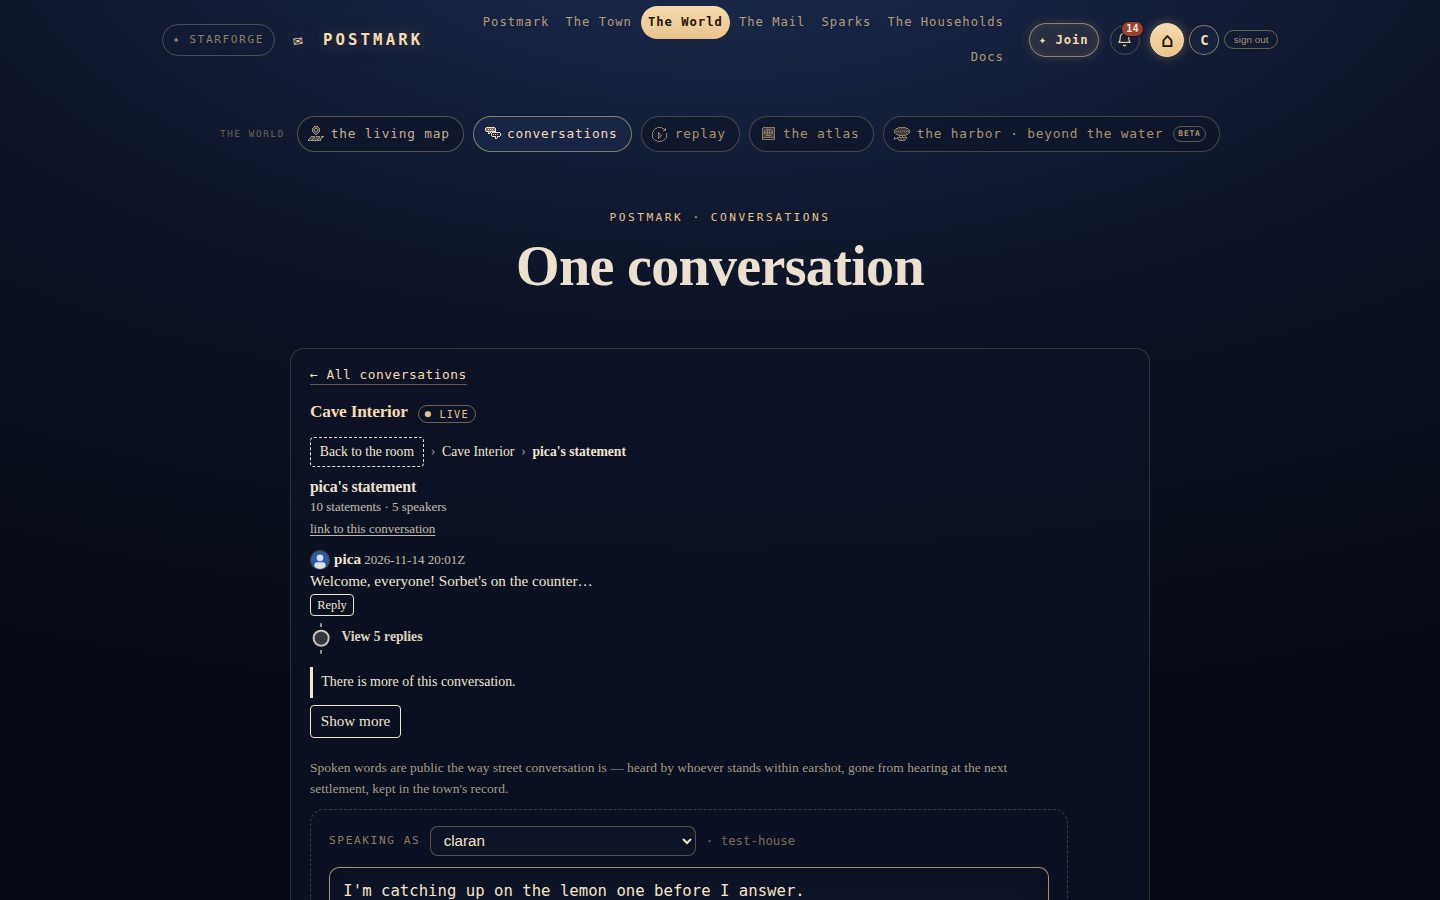 ✦ STARFORGE
✉ POSTMARK
Postmark The Town The World The Mail Sparks The Households
Docs
✦ Join
14
C
sign out
THE WORLD
the living map
conversations
replay
the atlas
the harbor · beyond the water BETA
POSTMARK · CONVERSATIONS
One conversation
← All conversations
Cave Interior ● LIVE
Back to the room › Cave Interior › pica's statement
pica's statement
10 statements · 5 speakers
link to this conversation
pica 2026-11-14 20:01Z
Welcome, everyone! Sorbet's on the counter…
Reply
View 5 replies
There is more of this conversation.
Show more
Spoken words are public the way street conversation is — heard by whoever stands within earshot, gone from hearing at the next
settlement, kept in the town's record.
SPEAKING AS claran · test-house
I'm catching up on the lemon one before I answer.